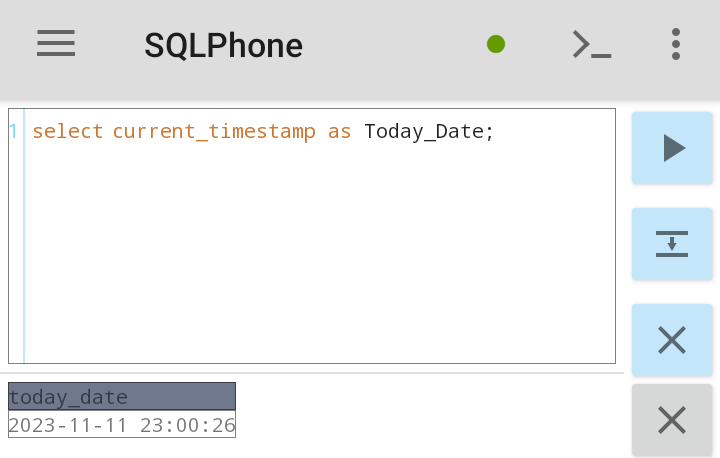 SQLPhone
1 select current_timestamp as Today_Date;
today_date
2023-11-11 23:00:26